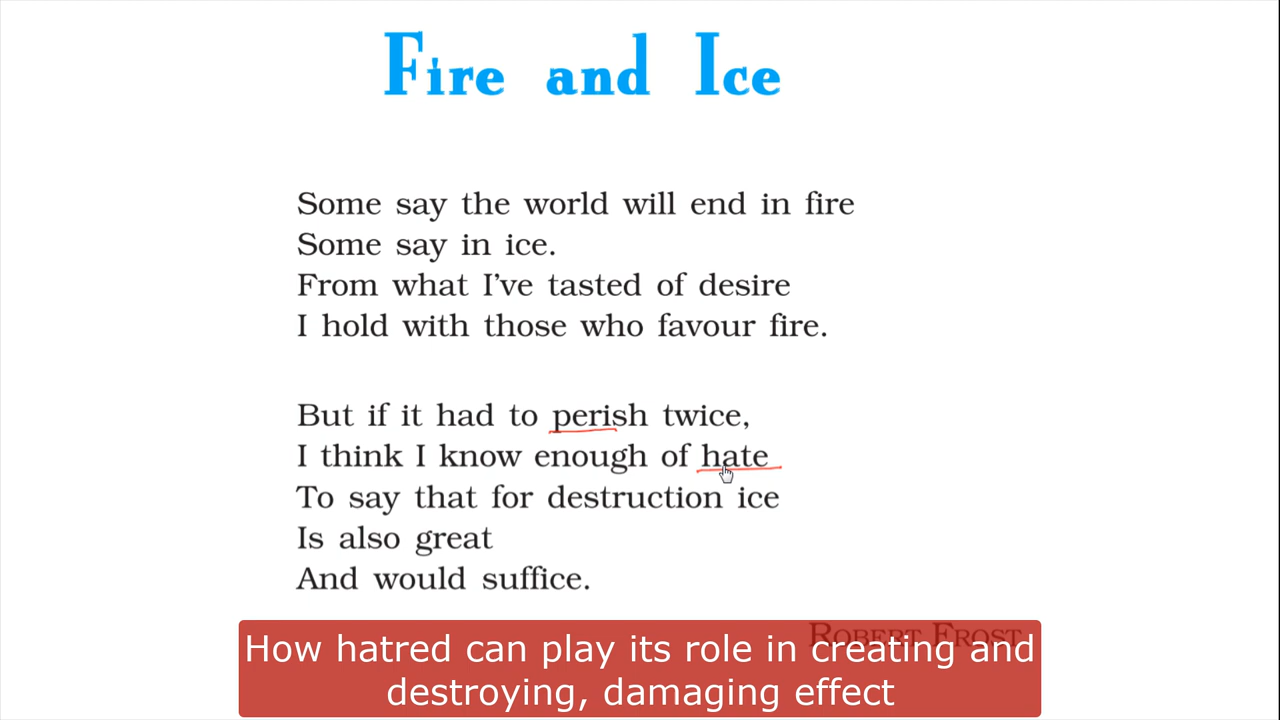 Fire and Ice
Some say the world will end in fire
Some say in ice.
From what I've tasted of desire
I hold with those who favour fire.
But if it had to perish twice,
I think I know enough of hate
To say that for destruction ice
Is also great
And would suffice.
ROBERT FROST
How hatred can play its role in creating and
destroying, damaging effect